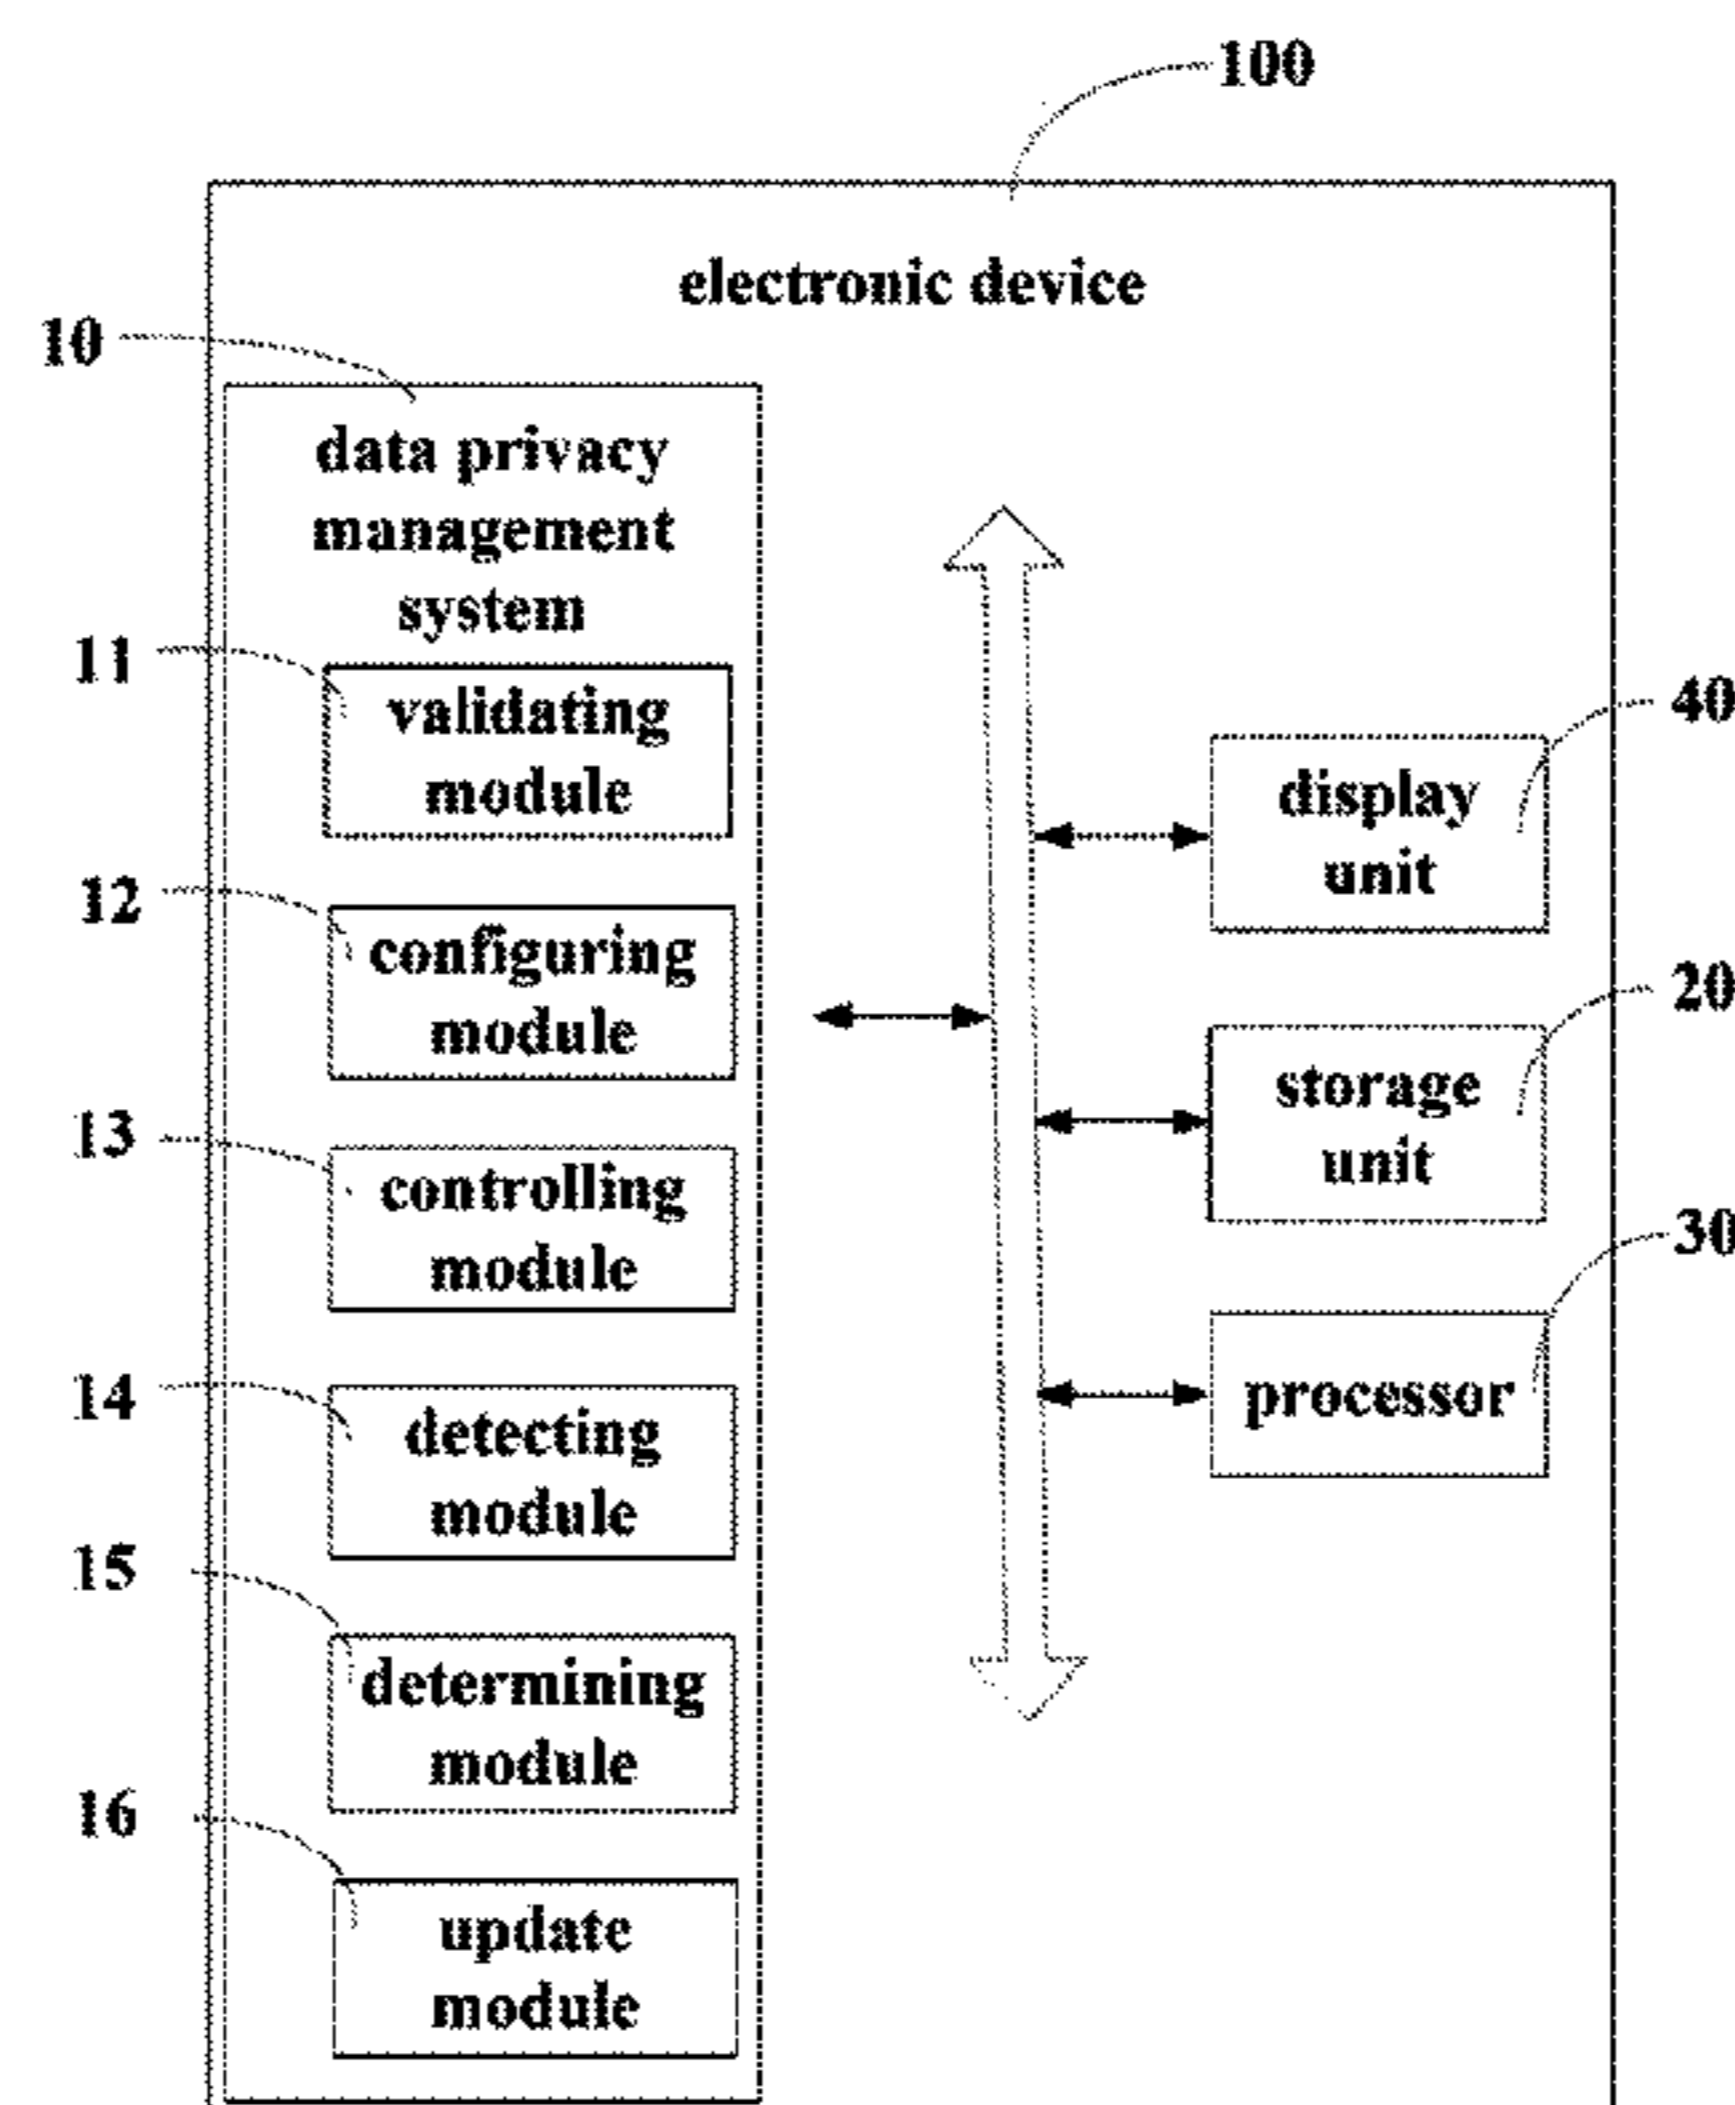 100
electronic device
10
data privacy
management
system
11
validating
module
12
configuring
module
13
controlling
module
14
detecting
module
15
determining
module
16
update
module
40
display
unit
20
storage
unit
30
processor